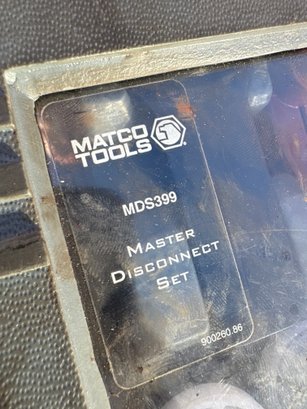 MATCO
TOOLS
MDS399
MASTER
DISCONNECT
SET
900260.86